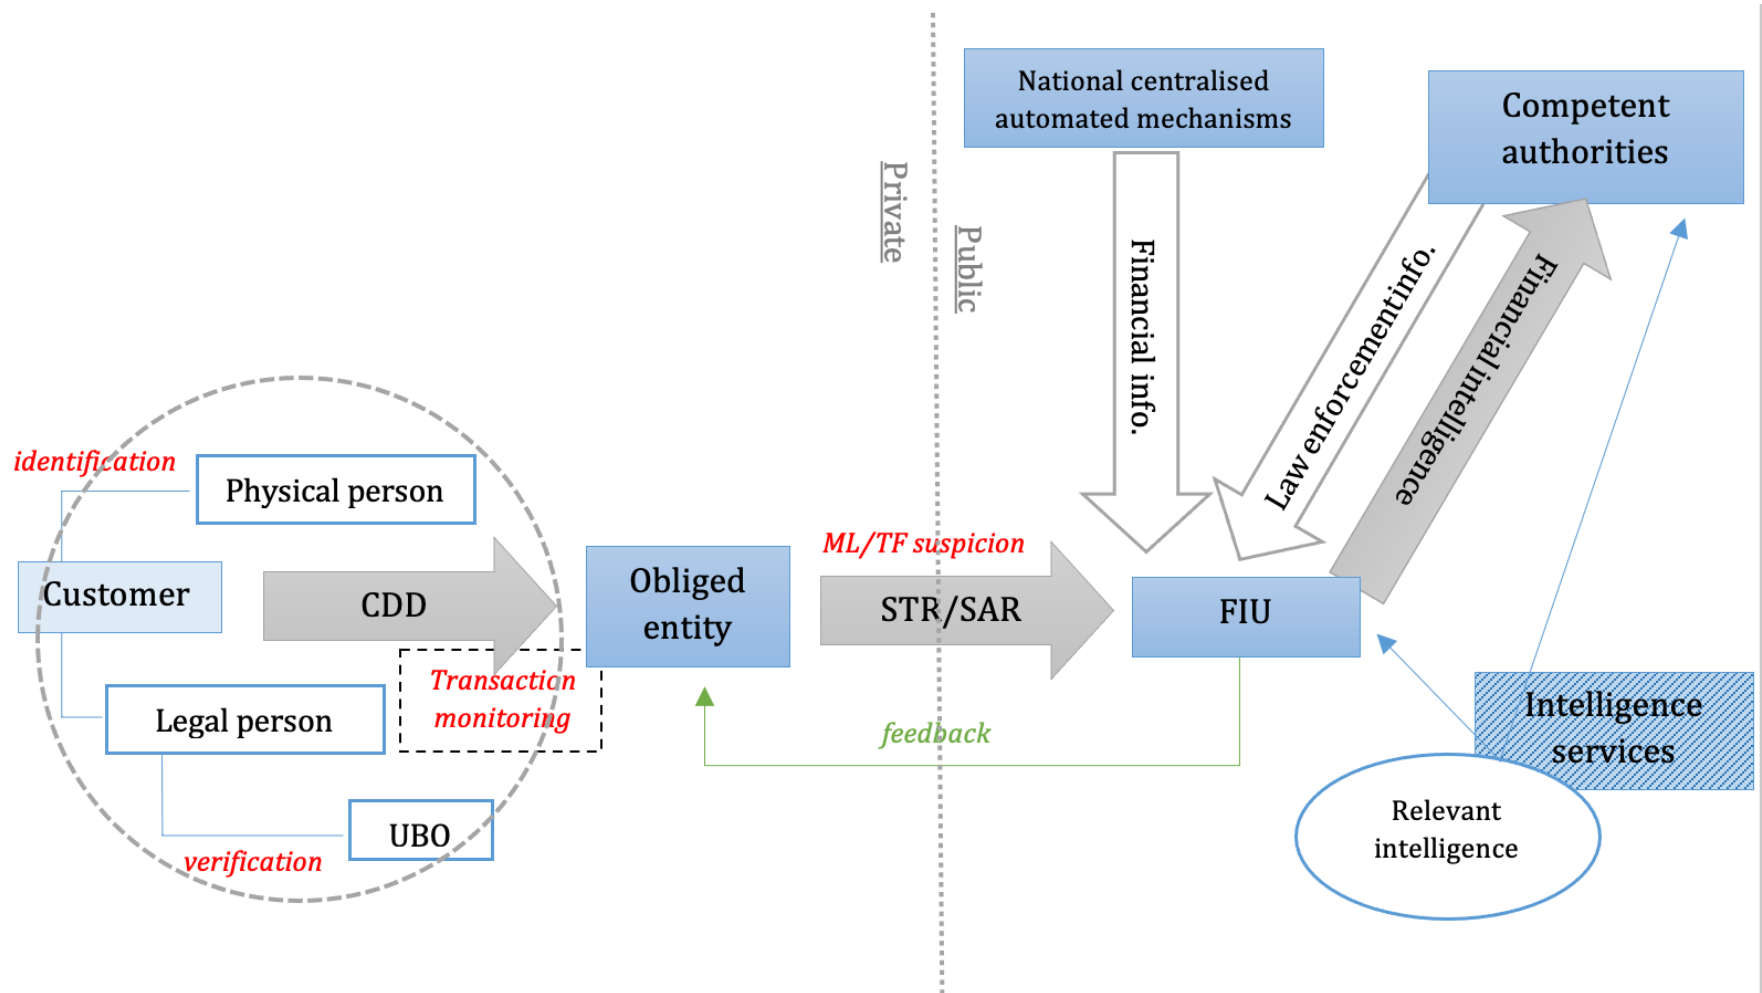 National centralised
automated mechanisms
Competent
authorities
Private
Public
Financial info.
Law enforcementinfo.
Financial intelligence
identification
Physical person
Customer
CDD
Obliged
entity
ML/TF suspicion
STR/SAR
FIU
Transaction
monitoring
Legal person
feedback
Intelligence
services
UBO
verification
Relevant
intelligence